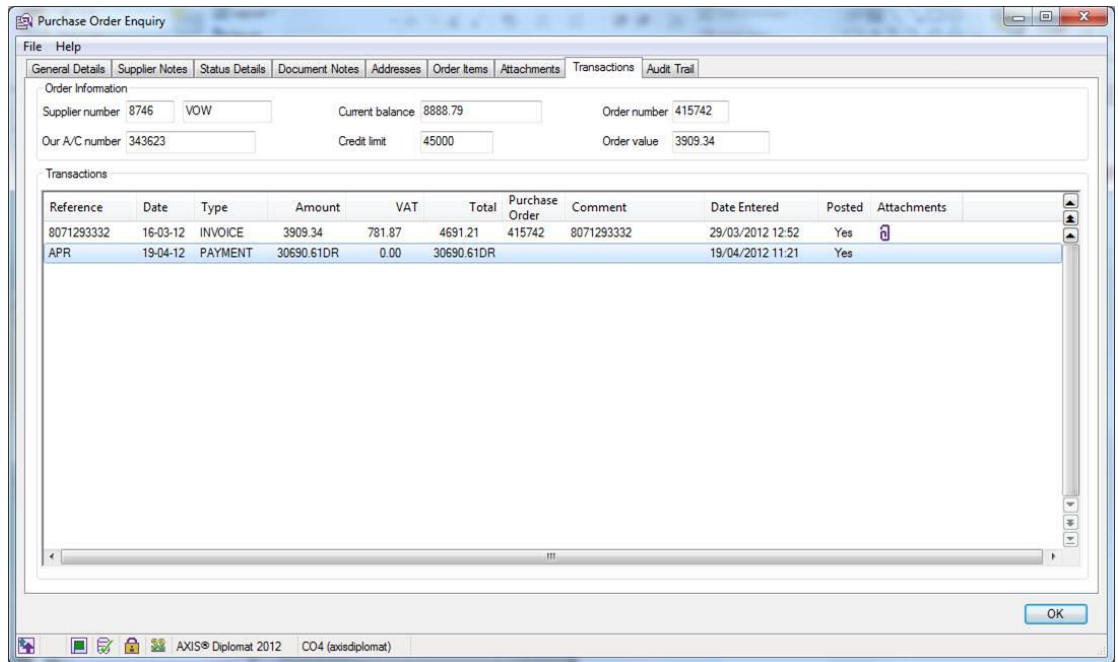 Purchase Order Enquiry
File Help
General Details Supplier Notes Status Details Document Notes Addresses Order Items Attachments Transactions Audit Trail
Order Information
Supplier number 8746 VOW Current balance 8888.79 Order number 415742
Our A/C number 343623 Credit limit 45000 Order value 3909.34
Transactions
Reference Date Type Amount VAT Total Purchase Order Comment Date Entered Posted Attachments
8071293332 16-03-12 INVOICE 3909.34 781.87 4691.21 415742 8071293332 29/03/2012 12:52 Yes
APR 19-04-12 PAYMENT 30690.61DR 0.00 30690.61DR 19/04/2012 11:21 Yes
OK
AXIS® Diplomat 2012 CO4 (axisdiplomat)